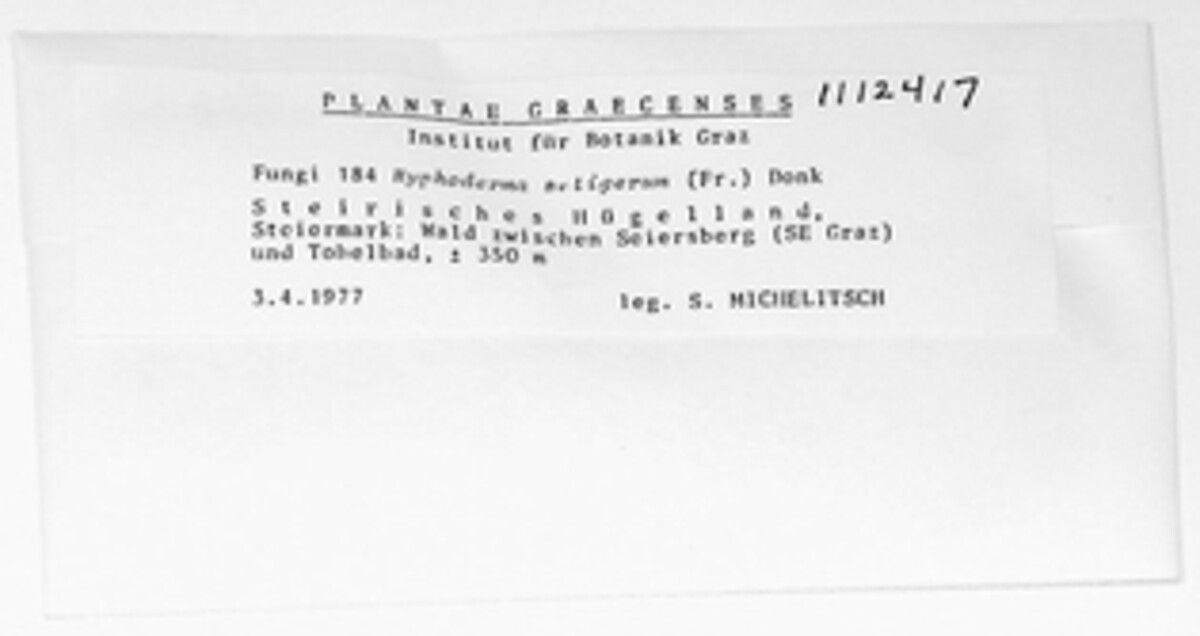 PLANTAE GRAECENSES 1112417
Institut für Botanik Graz
Fungi 184 Hyphoderma setigerum (Fr.) Donk
Steirisches Hügelland,
Steiermark: Wald zwischen Seiersberg (SE Graz)
und Tobelbad, ± 350 m
3.4.1977 leg. S. MICHELITSCH